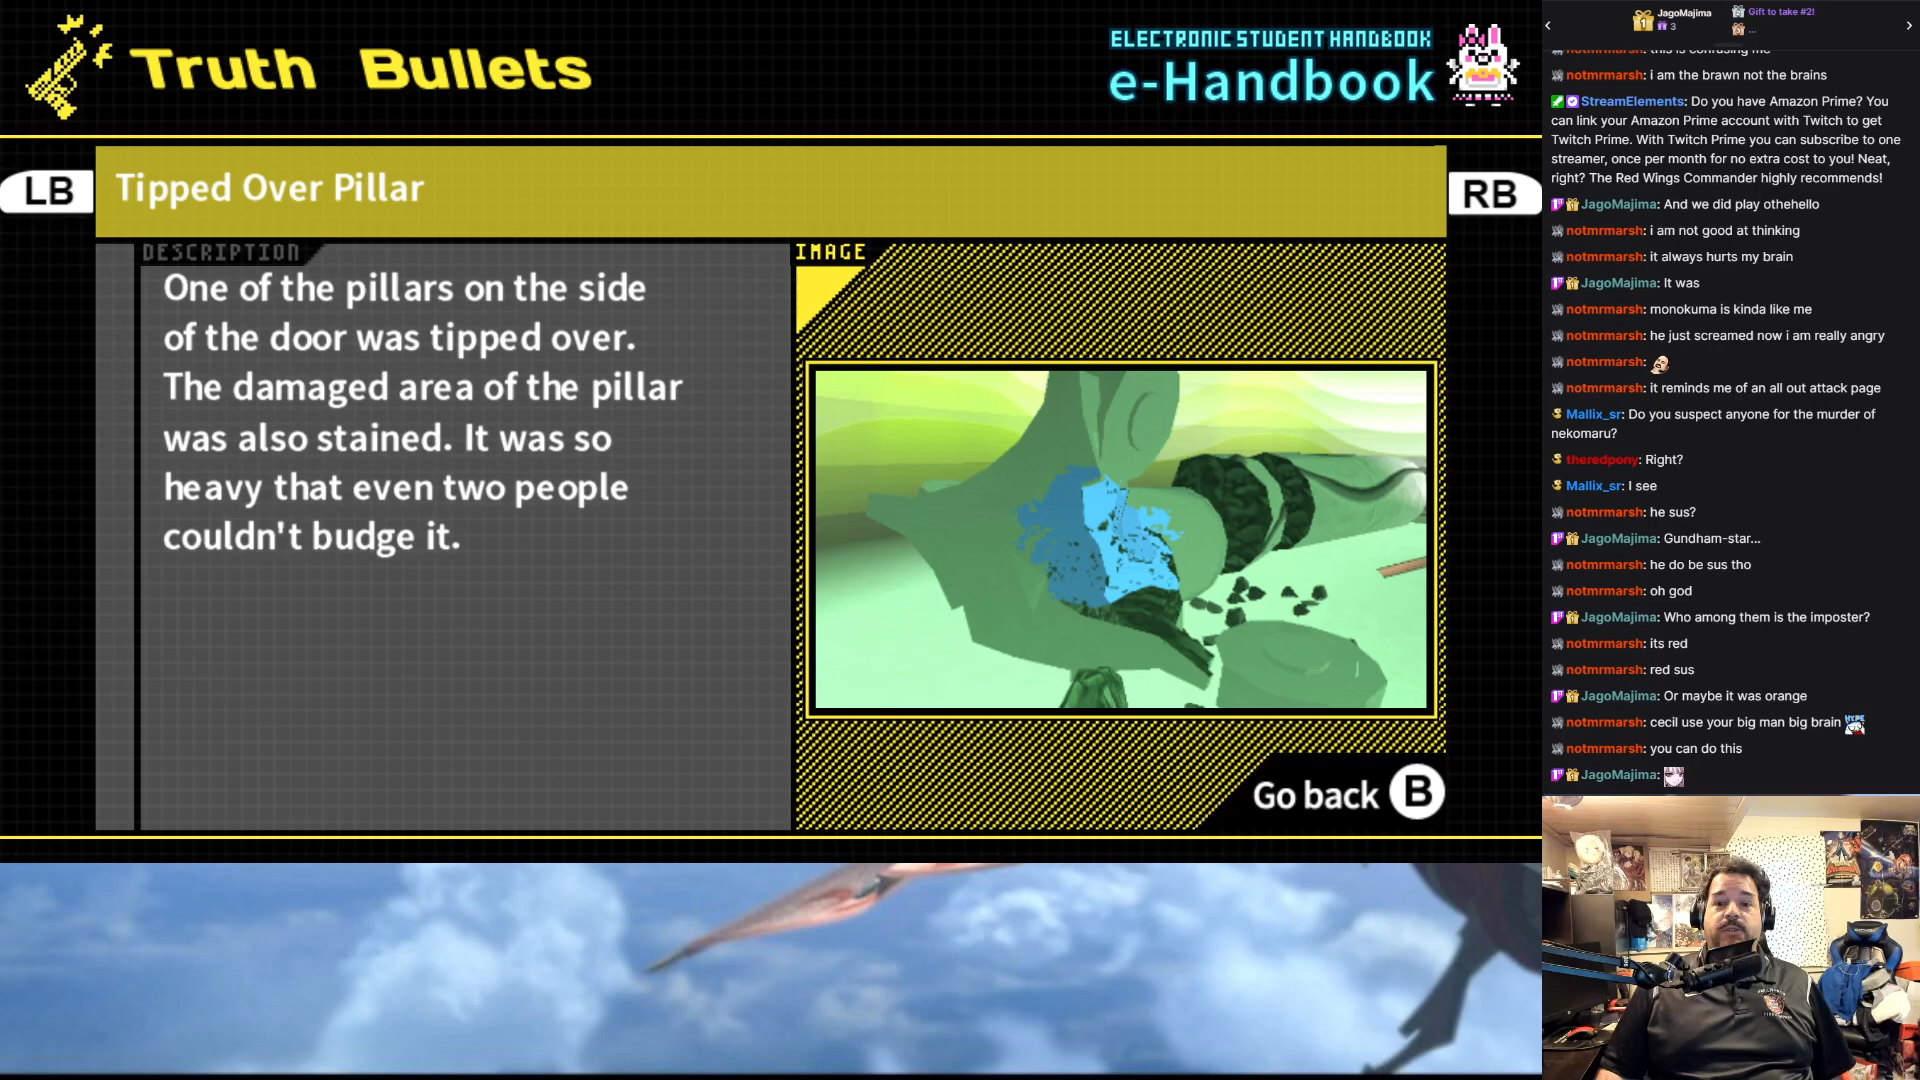 Truth Bullets
ELECTRONIC STUDENT HANDBOOK
e-Handbook
LB
Tipped Over Pillar
RB
DESCRIPTION
One of the pillars on the side
of the door was tipped over.
The damaged area of the pillar
was also stained. It was so
heavy that even two people
couldn't budge it.
IMAGE
Go back B
JagoMajima
3
Gift to take #2!
...
notmrmarsh: this is confusing me
notmrmarsh: i am the brawn not the brains
StreamElements: Do you have Amazon Prime? You
can link your Amazon Prime account with Twitch to get
Twitch Prime. With Twitch Prime you can subscribe to one
streamer, once per month for no extra cost to you! Neat,
right? The Red Wings Commander highly recommends!
JagoMajima: And we did play othehello
notmrmarsh: i am not good at thinking
notmrmarsh: it always hurts my brain
JagoMajima: It was
notmrmarsh: monokuma is kinda like me
notmrmarsh: he just screamed now i am really angry
notmrmarsh:
notmrmarsh: it reminds me of an all out attack page
Mallix_sr: Do you suspect anyone for the murder of
nekomaru?
theredpony: Right?
Mallix_sr: I see
notmrmarsh: he sus?
JagoMajima: Gundham-star...
notmrmarsh: he do be sus tho
notmrmarsh: oh god
JagoMajima: Who among them is the imposter?
notmrmarsh: its red
notmrmarsh: red sus
JagoMajima: Or maybe it was orange
notmrmarsh: cecil use your big man big brain HYPE
notmrmarsh: you can do this
JagoMajima: